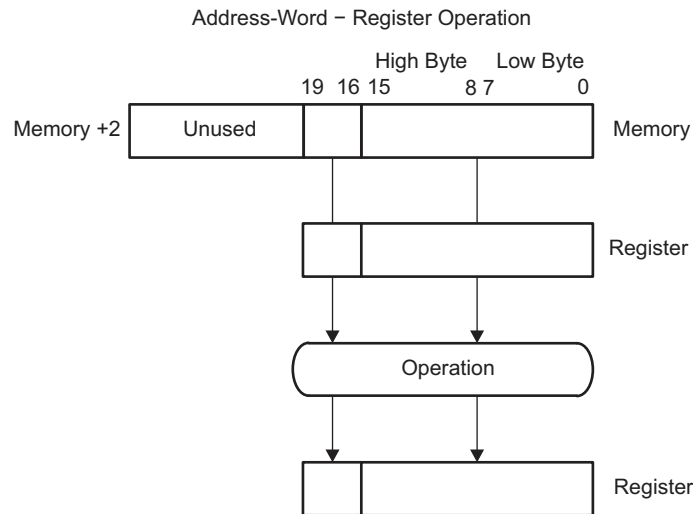 Address-Word − Register Operation
High Byte Low Byte
19 16 15 8 7 0
Memory +2 Unused Memory
Register
Operation
Register